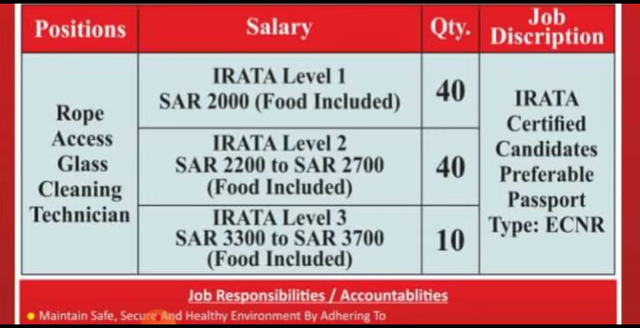 Positions
Salary
Qty.
Job
Discription
Rope
Access
Glass
Cleaning
Technician
IRATA Level 1
SAR 2000 (Food Included)
40
IRATA Level 2
SAR 2200 to SAR 2700
(Food Included)
40
IRATA Level 3
SAR 3300 to SAR 3700
(Food Included)
10
IRATA
Certified
Candidates
Preferable
Passport
Type: ECNR
Job Responsibilities / Accountablities
Maintain Safe, Secure And Healthy Environment By Adhering To